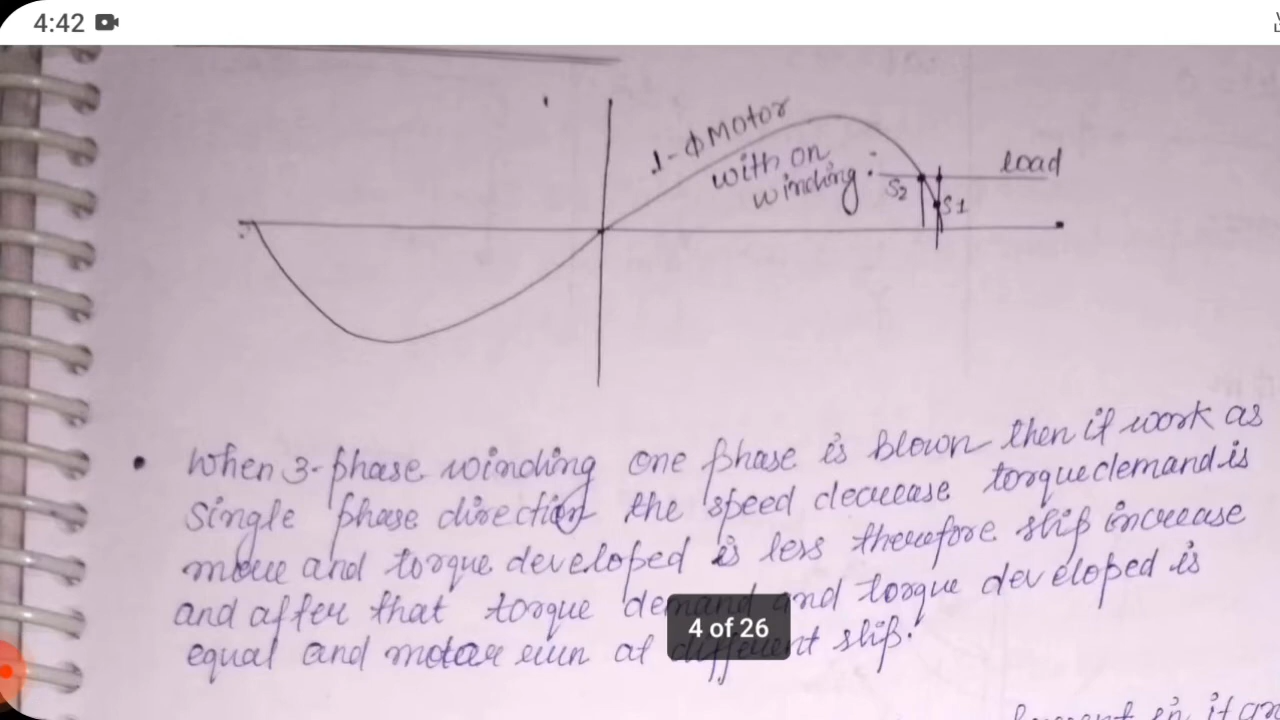 4:42
1-φ Motor
with on
winding
load
S2
S1
When 3-phase winding one phase is blown then it work as
single phase direction the speed decrease torque demand is
more and torque developed is less therefore slip increase
and after that torque demand and torque developed is
equal and motor run at different slip.
4 of 26